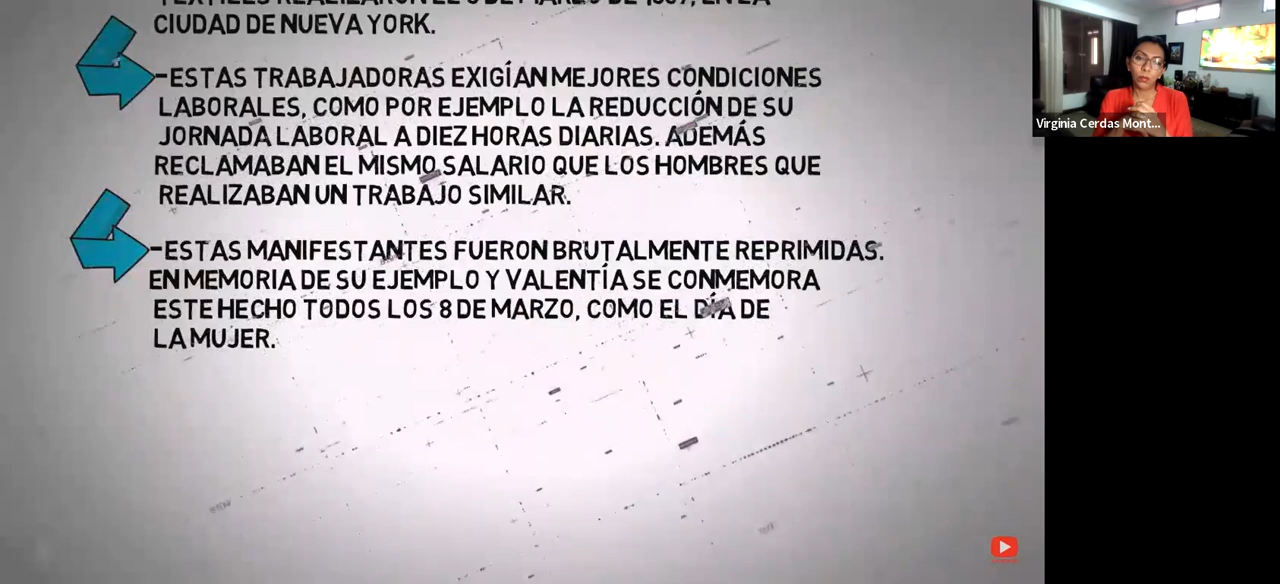 CIUDAD DE NUEVA YORK.
-ESTAS TRABAJADORAS EXIGÍAN MEJORES CONDICIONES
LABORALES, COMO POR EJEMPLO LA REDUCCIÓN DE SU
JORNADA LABORAL A DIEZ HORAS DIARIAS. ADEMÁS
RECLAMABAN EL MISMO SALARIO QUE LOS HOMBRES QUE
REALIZABAN UN TRABAJO SIMILAR.
-ESTAS MANIFESTANTES FUERON BRUTALMENTE REPRIMIDAS.
EN MEMORIA DE SU EJEMPLO Y VALENTÍA SE CONMEMORA
ESTE HECHO TODOS LOS 8 DE MARZO, COMO EL DÍA DE
LA MUJER.
Virginia Cerdas Mont...